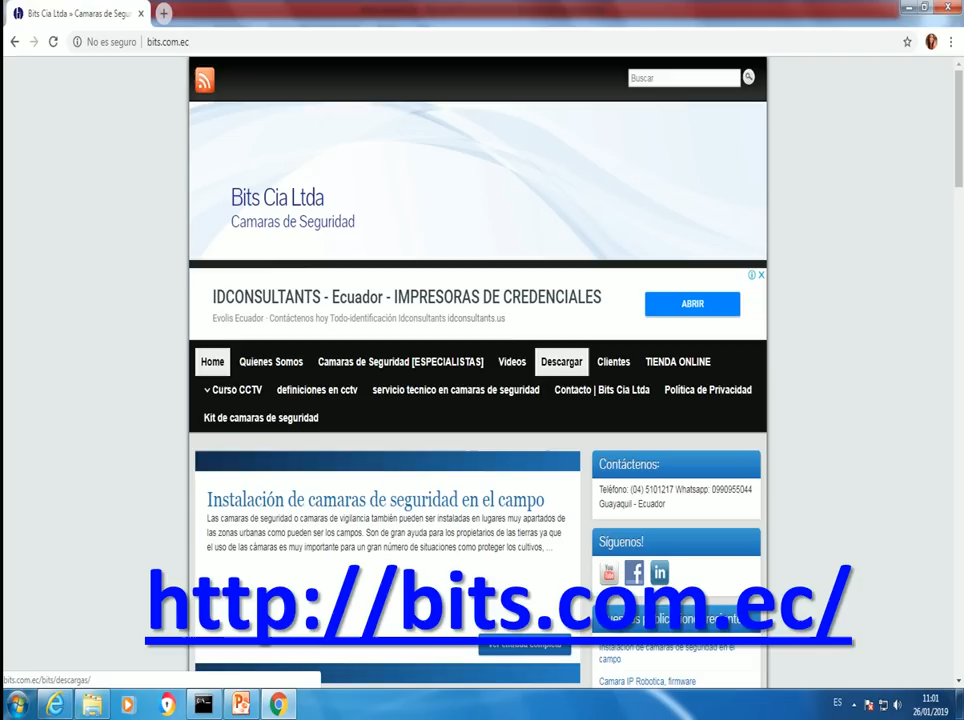 Bits Cia Ltda » Camaras de Segur
No es seguro | bits.com.ec
Buscar
Bits Cia Ltda
Camaras de Seguridad
IDCONSULTANTS - Ecuador - IMPRESORAS DE CREDENCIALES
Evolis Ecuador · Contáctenos hoy Todo-identificación Idconsultants idconsultants.us
ABRIR
Home Quienes Somos Camaras de Seguridad [ESPECIALISTAS] Videos Descargar Clientes TIENDA ONLINE
Curso CCTV definiciones en cctv servicio tecnico en camaras de seguridad Contacto | Bits Cia Ltda Política de Privacidad
Kit de camaras de seguridad
Instalación de camaras de seguridad en el campo
Las camaras de seguridad o camaras de vigilancia también pueden ser instaladas en lugares muy apartados de
las zonas urbanas como pueden ser los campos. Son de gran ayuda para los propietarios de las tierras ya que
el uso de las cámaras es muy importante para un gran número de situaciones como proteger los cultivos, ...
Contáctenos:
Teléfono: (04) 5101217 Whatsapp: 0990955044
Guayaquil - Ecuador
Síguenos!
You Tube
http://bits.com.ec/
Ver entrada completa
Instalación de camaras de seguridad en el
campo
Camara IP Robotica, firmware
bits.com.ec/bits/descargas/
ES
11:01
26/01/2019